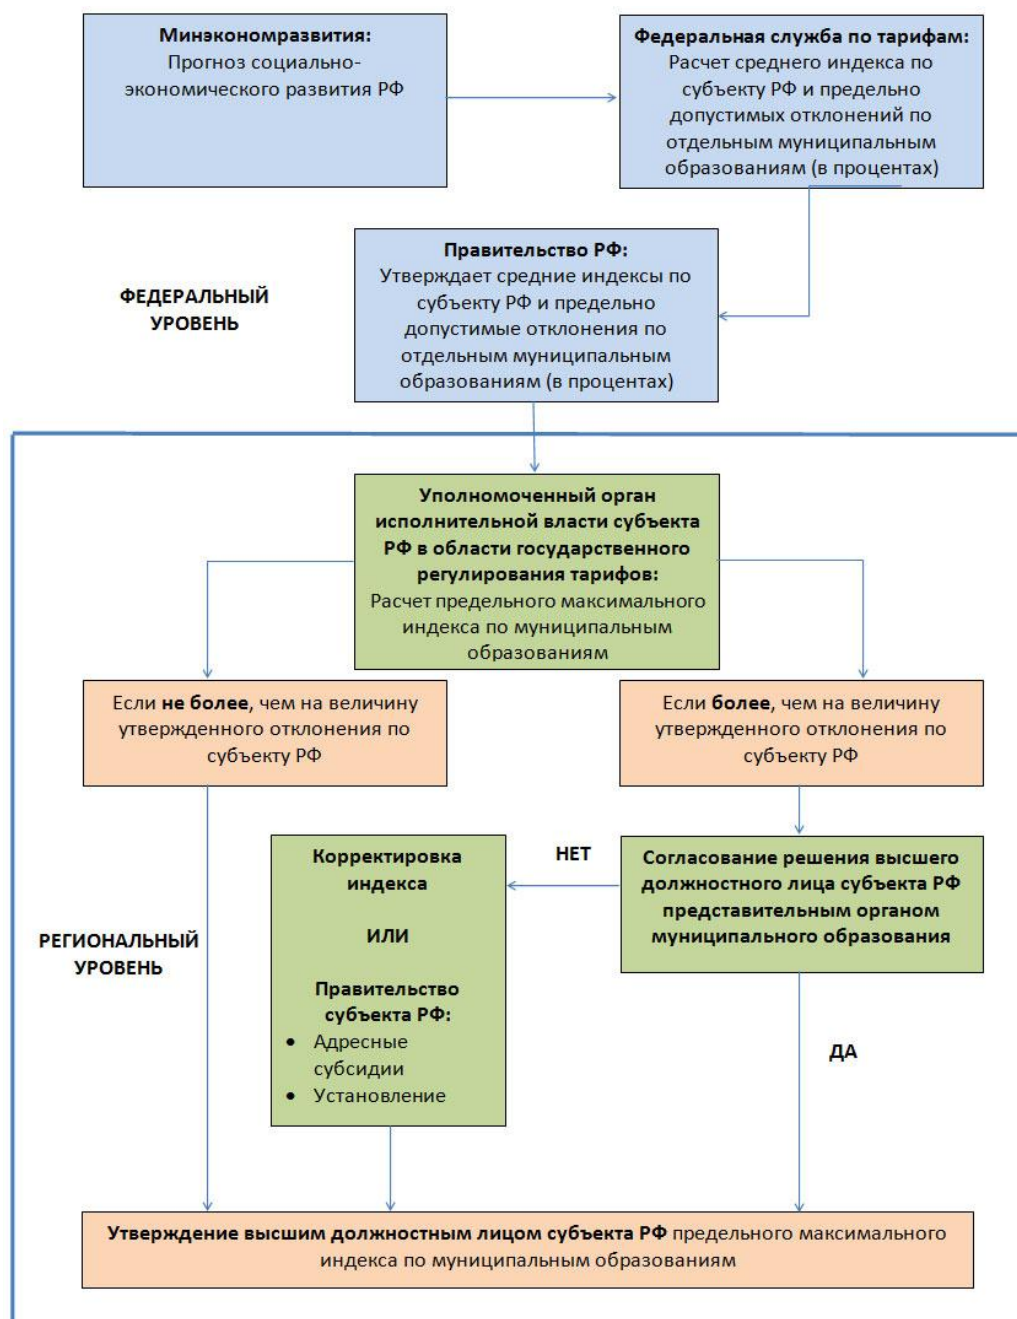 Минэкономразвития:
Прогноз социально-
экономического развития РФ
Федеральная служба по тарифам:
Расчет среднего индекса по
субъекту РФ и предельно
допустимых отклонений по
отдельным муниципальным
образованиям (в процентах)
ФЕДЕРАЛЬНЫЙ
УРОВЕНЬ
Правительство РФ:
Утверждает средние индексы по
субъекту РФ и предельно
допустимые отклонения по
отдельным муниципальным
образованиям (в процентах)
Уполномоченный орган
исполнительной власти субъекта
РФ в области государственного
регулирования тарифов:
Расчет предельного максимального
индекса по муниципальным
образованиям
Если не более, чем на величину
утвержденного отклонения по
субъекту РФ
Если более, чем на величину
утвержденного отклонения по
субъекту РФ
РЕГИОНАЛЬНЫЙ
УРОВЕНЬ
Корректировка
индекса
ИЛИ
Правительство
субъекта РФ:
• Адресные
субсидии
• Установление
НЕТ
Согласование решения высшего
должностного лица субъекта РФ
представительным органом
муниципального образования
ДА
Утверждение высшим должностным лицом субъекта РФ предельного максимального
индекса по муниципальным образованиям